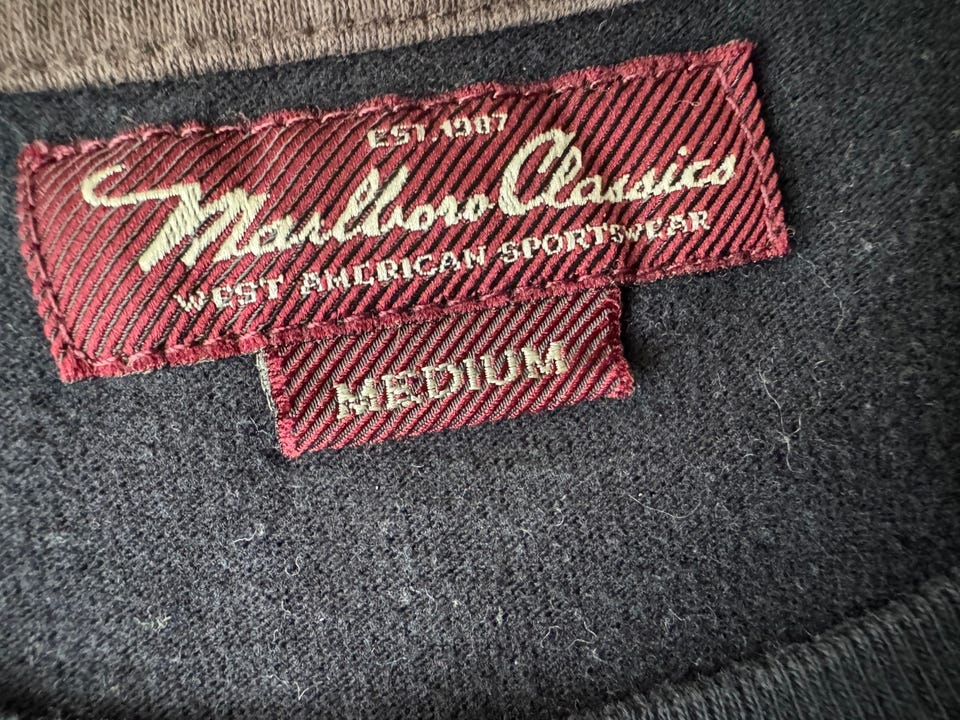 EST. 1987
Marlboro Classics
WEST AMERICAN SPORTSWEAR
MEDIUM